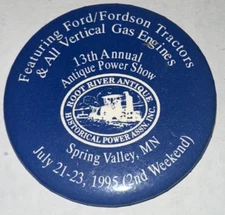 Featuring Ford/Fordson Tractors
& All Vertical Gas Engines
13th Annual
Antique Power Show
ROOT RIVER ANTIQUE
HISTORICAL POWER ASSN. INC.
Spring Valley, MN
July 21-23, 1995 (2nd Weekend)